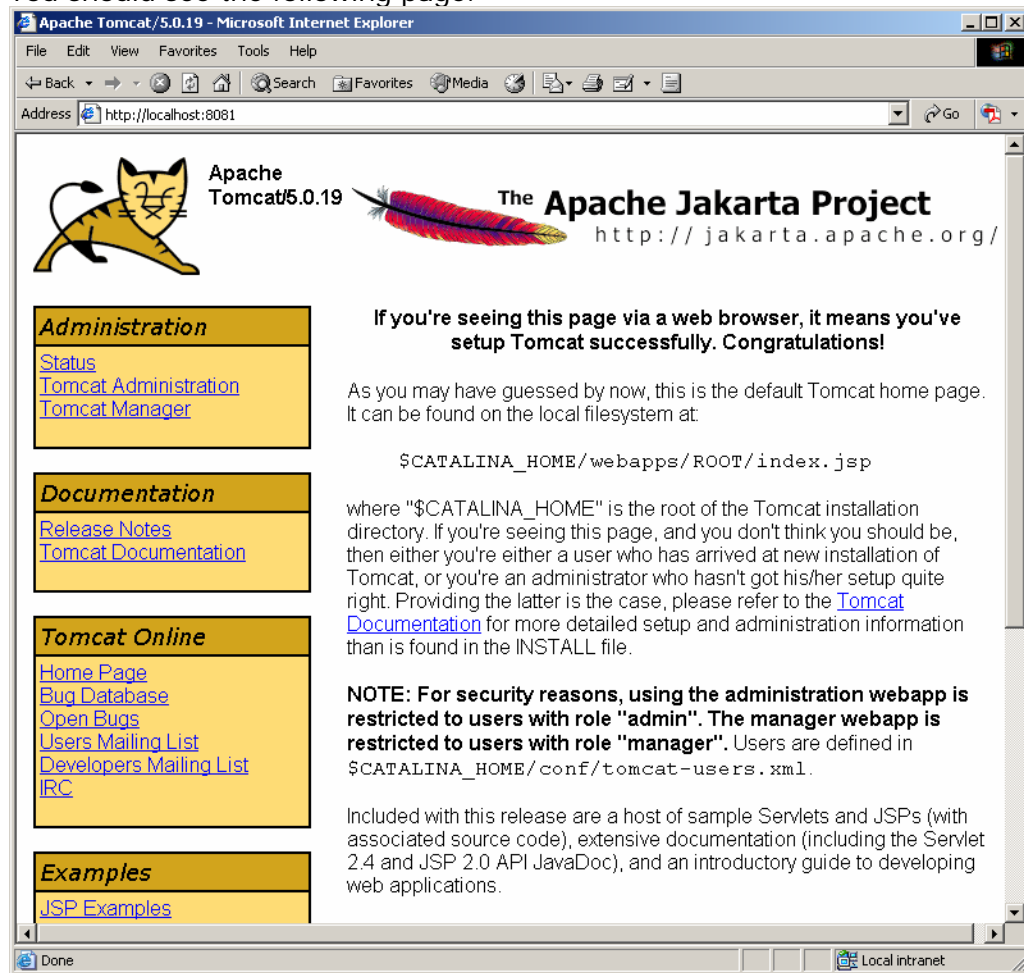 You should see the following page:
Apache Tomcat/5.0.19 - Microsoft Internet Explorer
File Edit View Favorites Tools Help
Back Search Favorites Media
Address http://localhost:8081 Go
Apache
Tomcat/5.0.19
The Apache Jakarta Project
http://jakarta.apache.org/
Administration
Status
Tomcat Administration
Tomcat Manager
Documentation
Release Notes
Tomcat Documentation
Tomcat Online
Home Page
Bug Database
Open Bugs
Users Mailing List
Developers Mailing List
IRC
Examples
JSP Examples
If you're seeing this page via a web browser, it means you've
setup Tomcat successfully. Congratulations!
As you may have guessed by now, this is the default Tomcat home page.
It can be found on the local filesystem at:
$CATALINA_HOME/webapps/ROOT/index.jsp
where "$CATALINA_HOME" is the root of the Tomcat installation
directory. If you're seeing this page, and you don't think you should be,
then either you're either a user who has arrived at new installation of
Tomcat, or you're an administrator who hasn't got his/her setup quite
right. Providing the latter is the case, please refer to the Tomcat
Documentation for more detailed setup and administration information
than is found in the INSTALL file.
NOTE: For security reasons, using the administration webapp is
restricted to users with role "admin". The manager webapp is
restricted to users with role "manager". Users are defined in
$CATALINA_HOME/conf/tomcat-users.xml.
Included with this release are a host of sample Servlets and JSPs (with
associated source code), extensive documentation (including the Servlet
2.4 and JSP 2.0 API JavaDoc), and an introductory guide to developing
web applications.
Done Local intranet